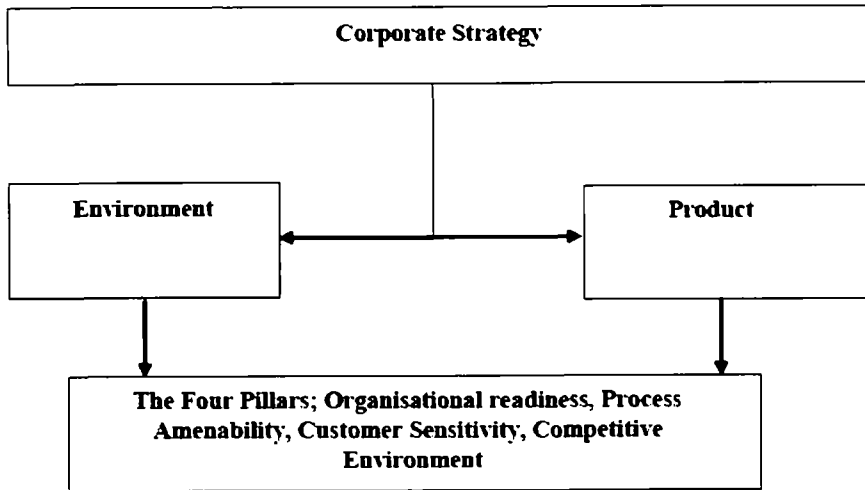 Corporate Strategy
Environment
Product
The Four Pillars; Organisational readiness, Process
Amenability, Customer Sensitivity, Competitive
Environment